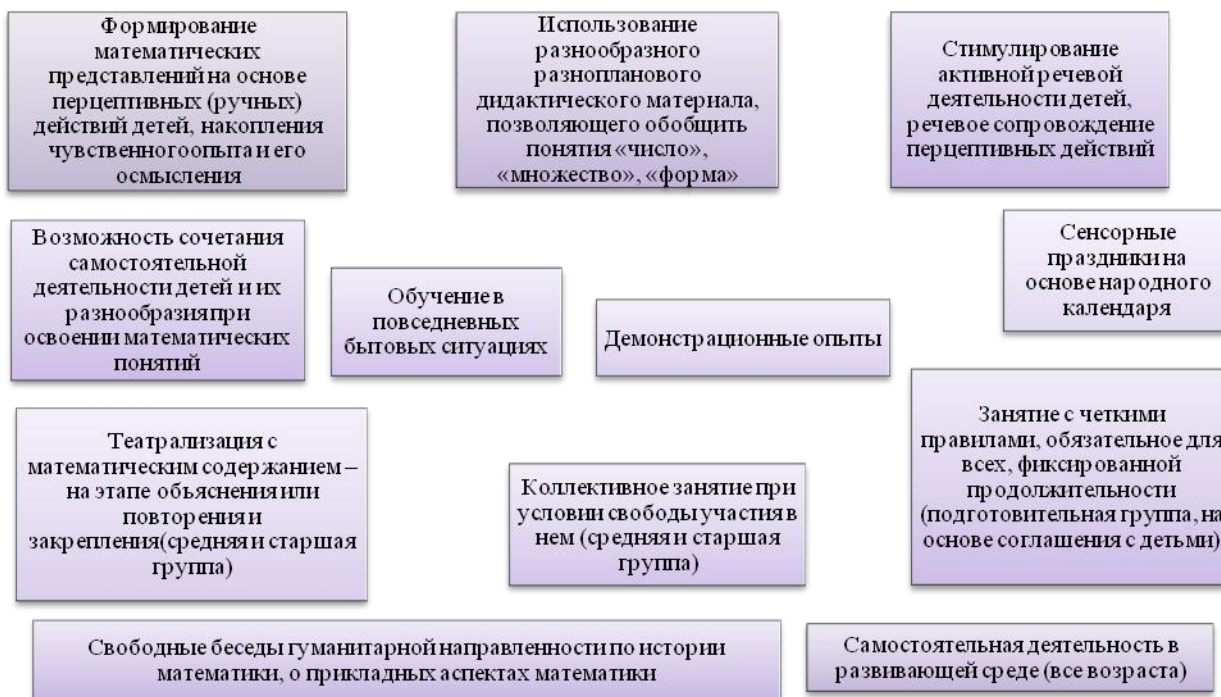 Формирование
математических
представлений на основе
перцептивных (ручных)
действий детей, накопления
чувственного опыта и его
осмысления
Использование
разнообразного
разнопланового
дидактического материала,
позволяющего обобщить
понятия «число»,
«множество», «форма»
Стимулирование
активной речевой
деятельности детей,
речевое сопровождение
перцептивных действий
Возможность сочетания
самостоятельной
деятельности детей и их
разнообразия при
освоении математических
понятий
Обучение в
повседневных
бытовых ситуациях
Демонстрационные опыты
Сенсорные
праздники на
основе народного
календаря
Театрализация с
математическим содержанием –
на этапе объяснения или
повторения и
закрепления (средняя и старшая
группа)
Коллективное занятие при
условии свободы участия в
нем (средняя и старшая
группа)
Занятие с четкими
правилами, обязательное для
всех, фиксированной
продолжительности
(подготовительная группа, на
основе соглашения с детьми)
Свободные беседы гуманитарной направленности по истории
математики, о прикладных аспектах математики
Самостоятельная деятельность в
развивающей среде (все возраста)